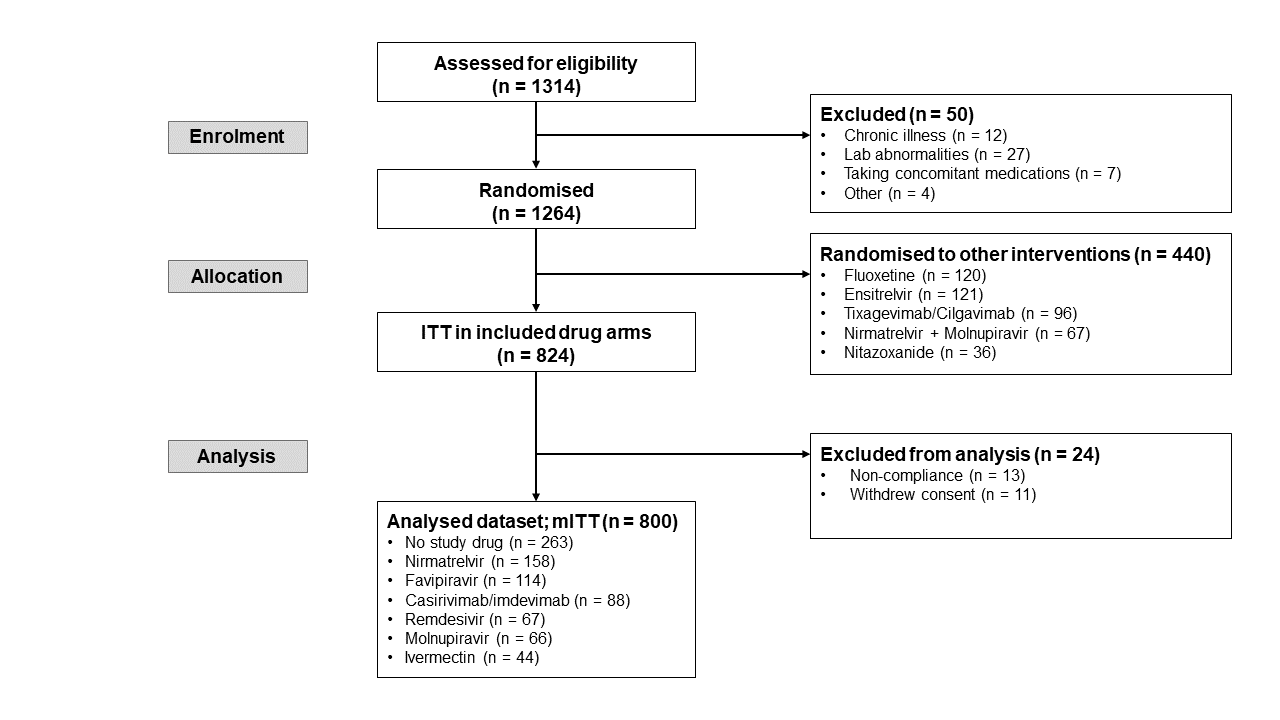 Assessed for eligibility
(n = 1314)
Enrolment
Excluded (n = 50)
• Chronic illness (n = 12)
• Lab abnormalities (n = 27)
• Taking concomitant medications (n = 7)
• Other (n = 4)
Randomised
(n = 1264)
Allocation
Randomised to other interventions (n = 440)
• Fluoxetine (n = 120)
• Ensitrelvir (n = 121)
• Tixagevimab/Cilgavimab (n = 96)
• Nirmatrelvir + Molnupiravir (n = 67)
• Nitazoxanide (n = 36)
ITT in included drug arms
(n = 824)
Analysis
Excluded from analysis (n = 24)
• Non-compliance (n = 13)
• Withdrew consent (n = 11)
Analysed dataset; mITT (n = 800)
• No study drug (n = 263)
• Nirmatrelvir (n = 158)
• Favipiravir (n = 114)
• Casirivimab/imdevimab (n = 88)
• Remdesivir (n = 67)
• Molnupiravir (n = 66)
• Ivermectin (n = 44)